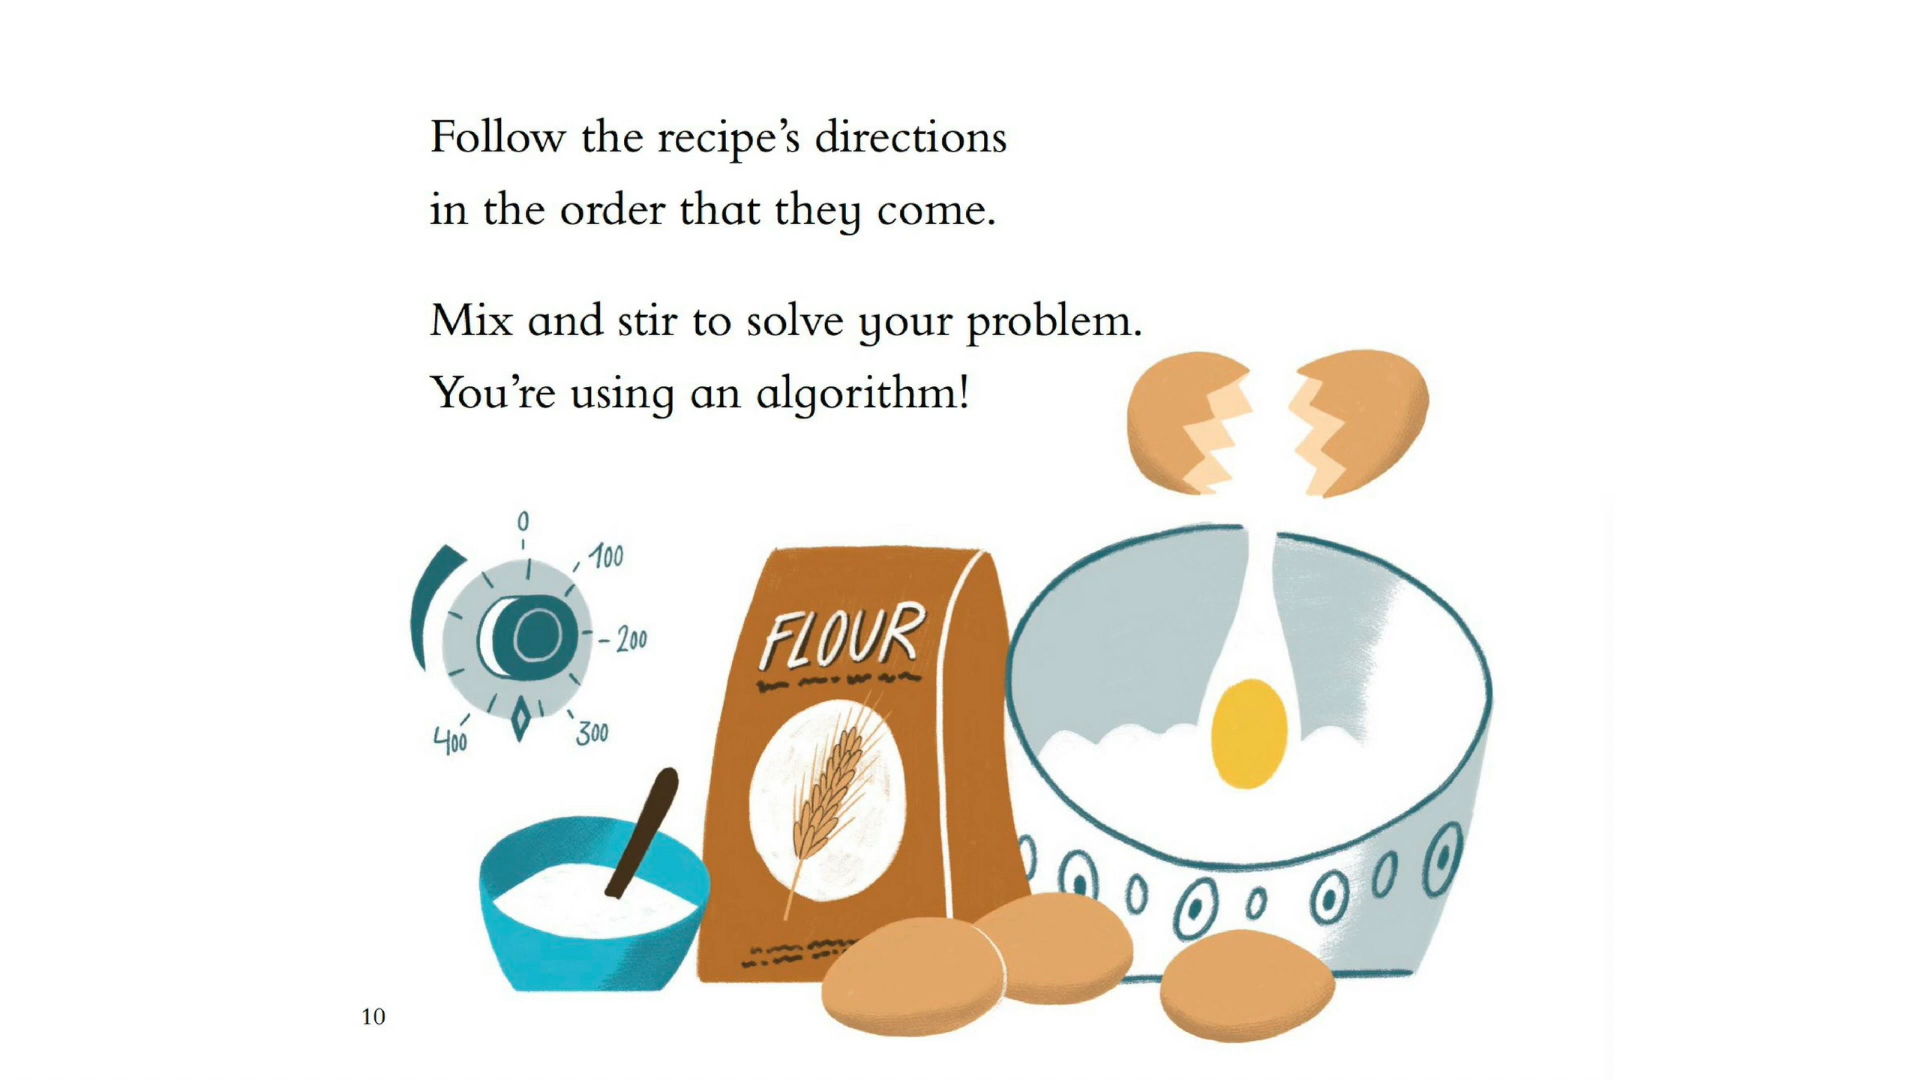 Follow the recipe’s directions
in the order that they come.
Mix and stir to solve your problem.
You’re using an algorithm!
0
100
200
300
400
FLOUR
10